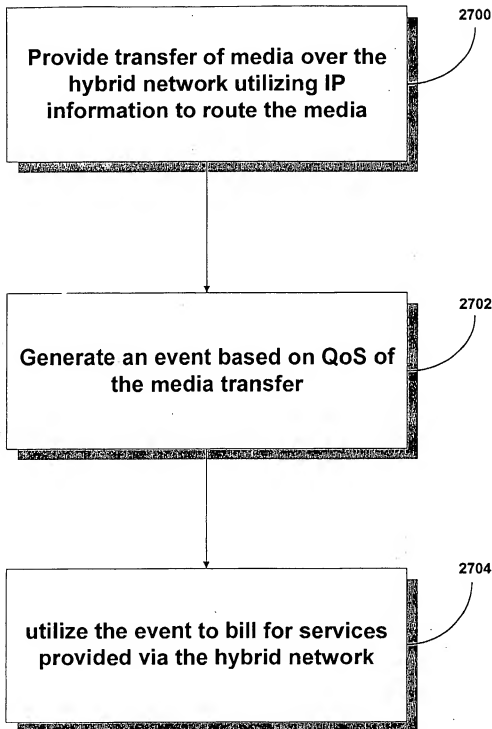 2700
Provide transfer of media over the
hybrid network utilizing IP
information to route the media
2702
Generate an event based on QoS of
the media transfer
2704
utilize the event to bill for services
provided via the hybrid network